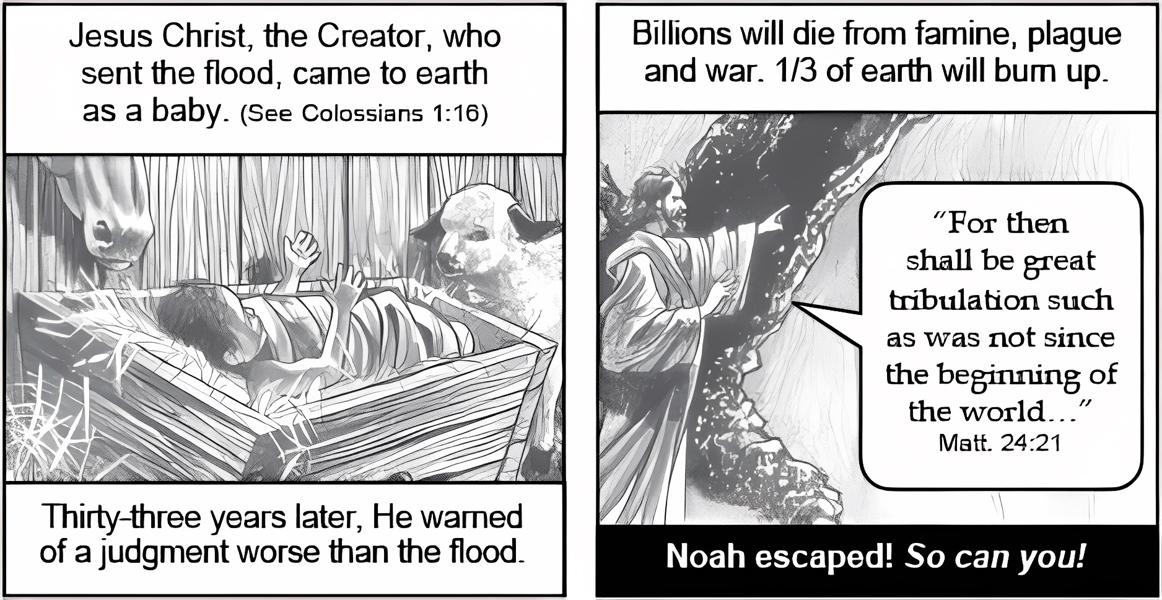 Jesus Christ, the Creator, who
sent the flood, came to earth
as a baby. (See Colossians 1:16)
Thirty-three years later, He warned
of a judgment worse than the flood.
Billions will die from famine, plague
and war. 1/3 of earth will burn up.
"For then
shall be great
tribulation such
as was not since
the beginning of
the world..."
Matt. 24:21
Noah escaped! So can you!